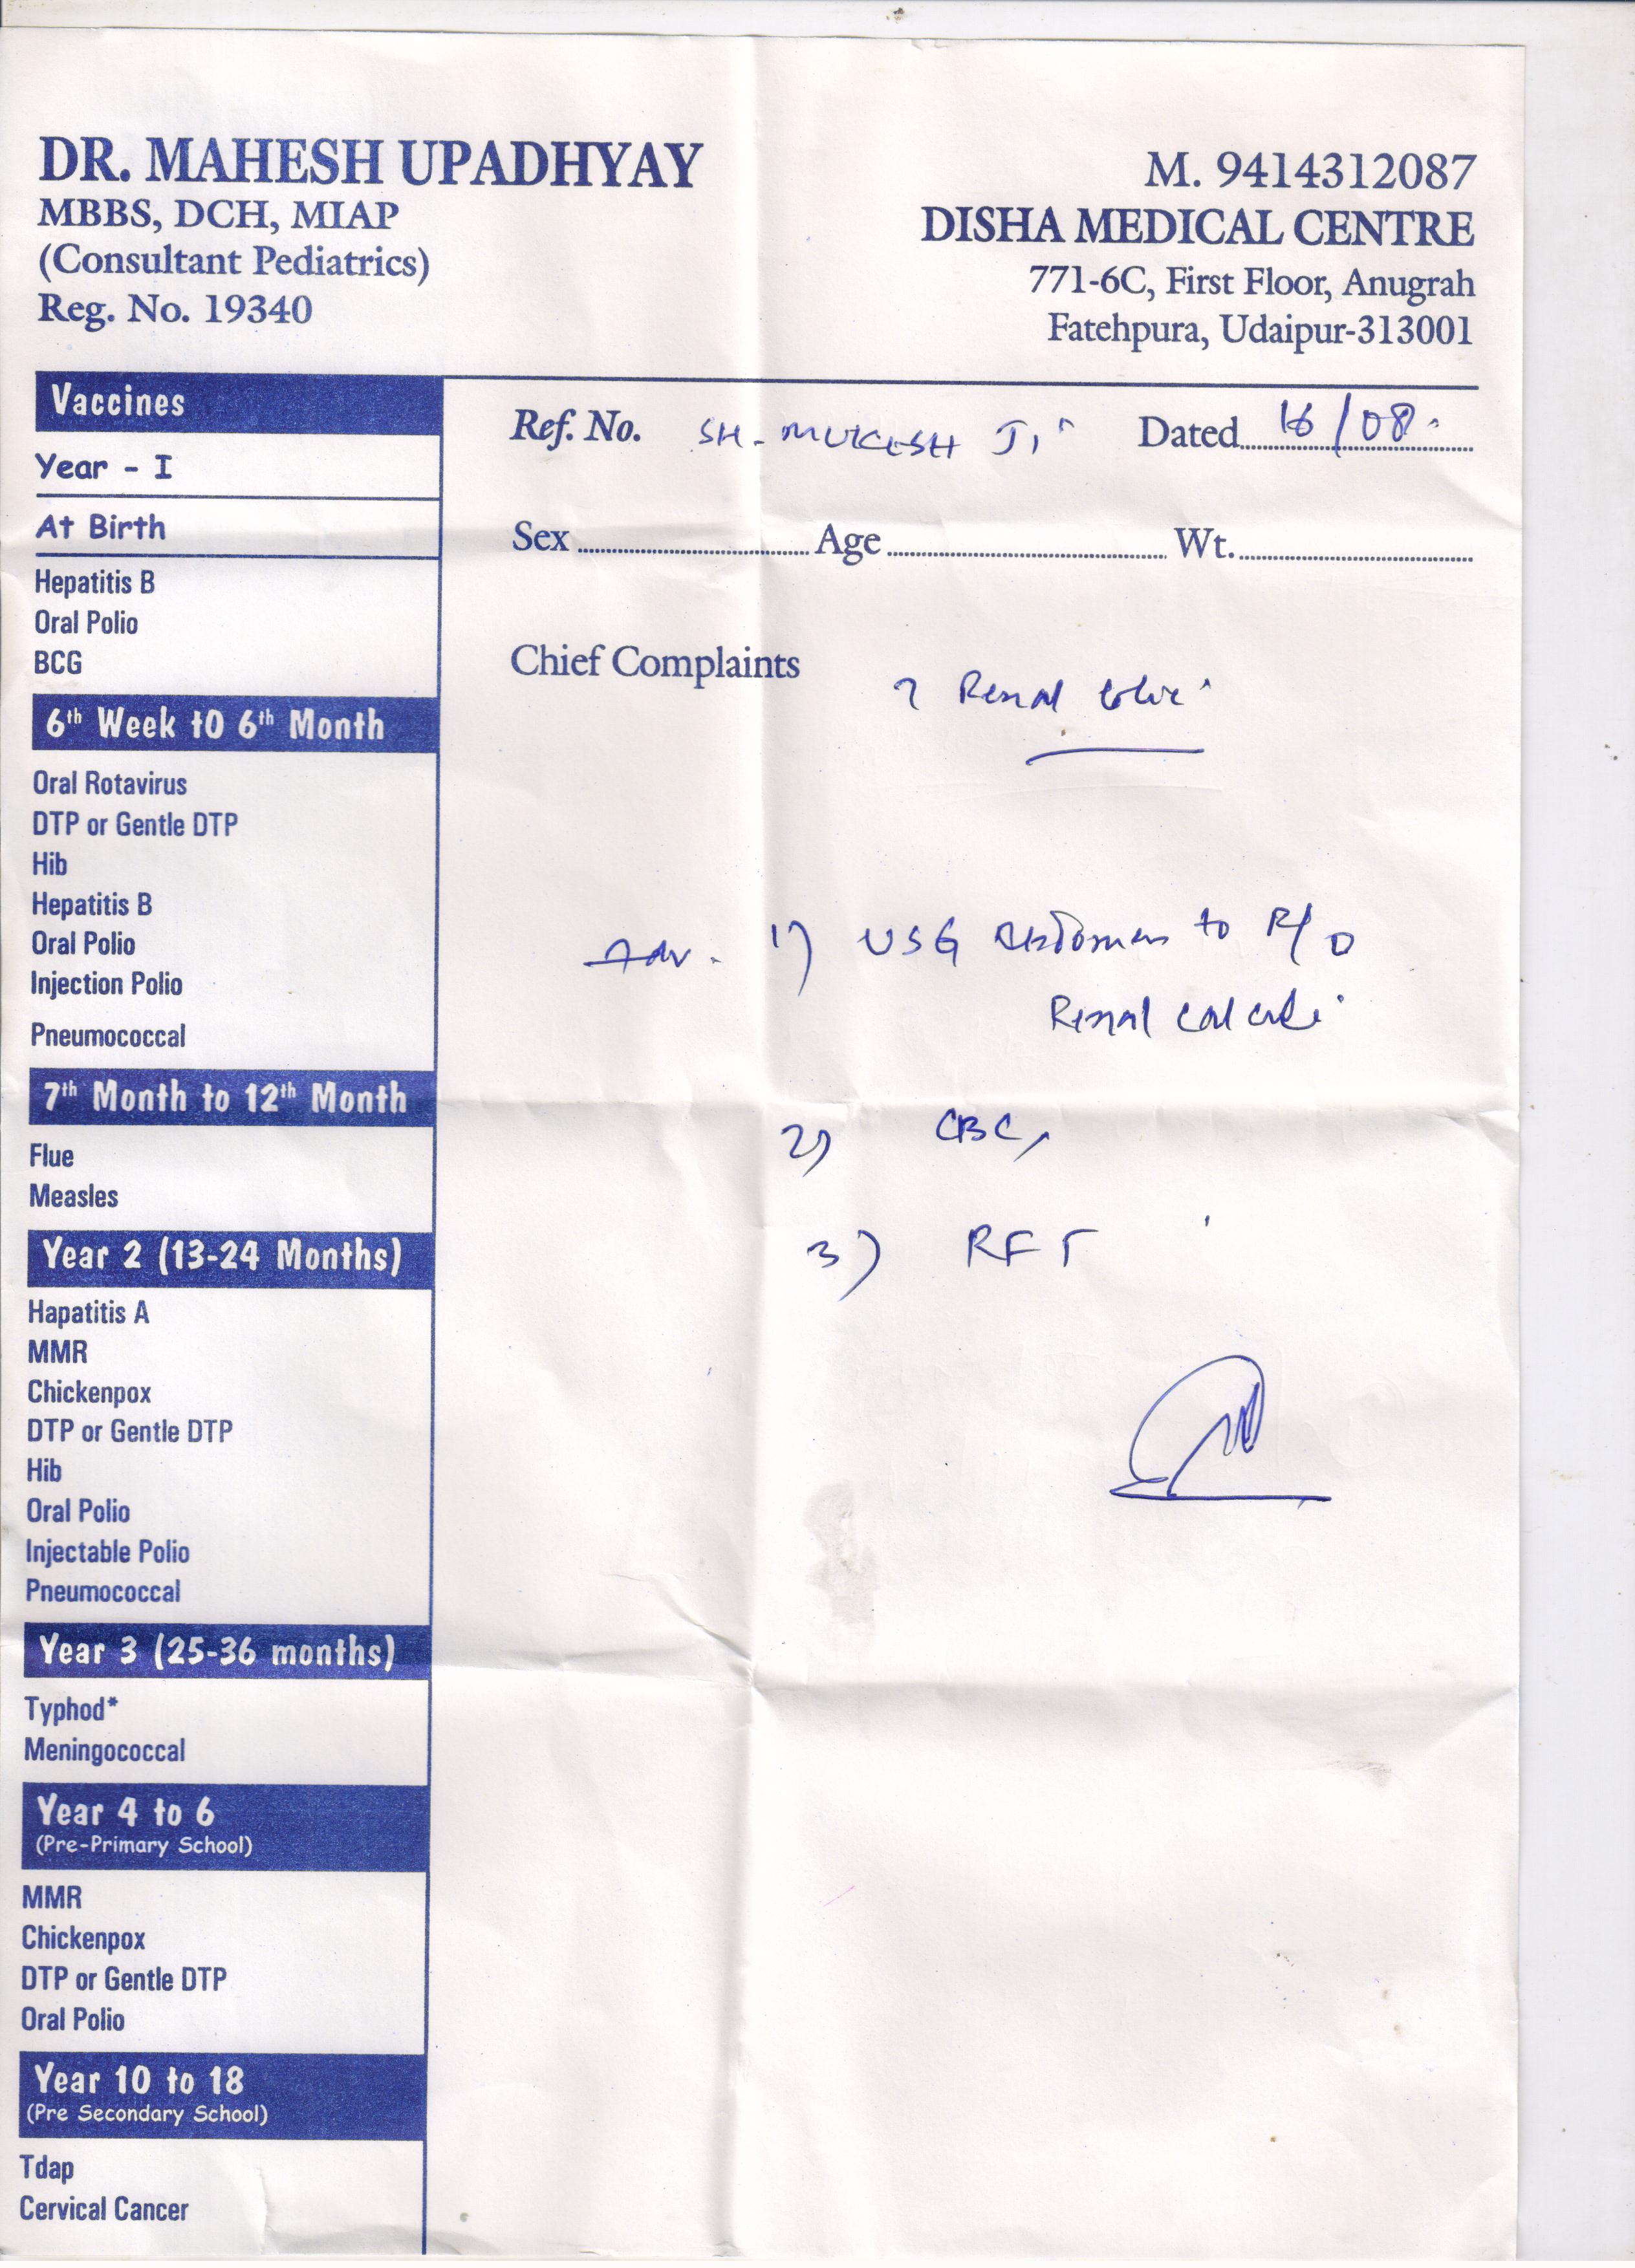 DR. MAHESH UPADHYAY
MBBS, DCH, MIAP
(Consultant Pediatrics)
Reg. No. 19340
M. 9414312087
DISHA MEDICAL CENTRE
771-6C, First Floor, Anugrah
Fatehpura, Udaipur-313001
Vaccines
Year - I
At Birth
Hepatitis B
Oral Polio
BCG
6th Week t0 6th Month
Oral Rotavirus
DTP or Gentle DTP
Hib
Hepatitis B
Oral Polio
Injection Polio
Pneumococcal
7th Month to 12th Month
Flue
Measles
Year 2 (13-24 Months)
Hapatitis A
MMR
Chickenpox
DTP or Gentle DTP
Hib
Oral Polio
Injectable Polio
Pneumococcal
Year 3 (25-36 months)
Typhod*
Meningococcal
Year 4 to 6
(Pre-Primary School)
MMR
Chickenpox
DTP or Gentle DTP
Oral Polio
Year 10 to 18
(Pre Secondary School)
Tdap
Cervical Cancer
Ref. No. SH. MUKESH Ji Dated 16/08
Sex Age Wt.
Chief Complaints
? Renal colic
Adv. 1) USG Abdomen to R/O
Renal calculi
2) CBC,
3) RFT